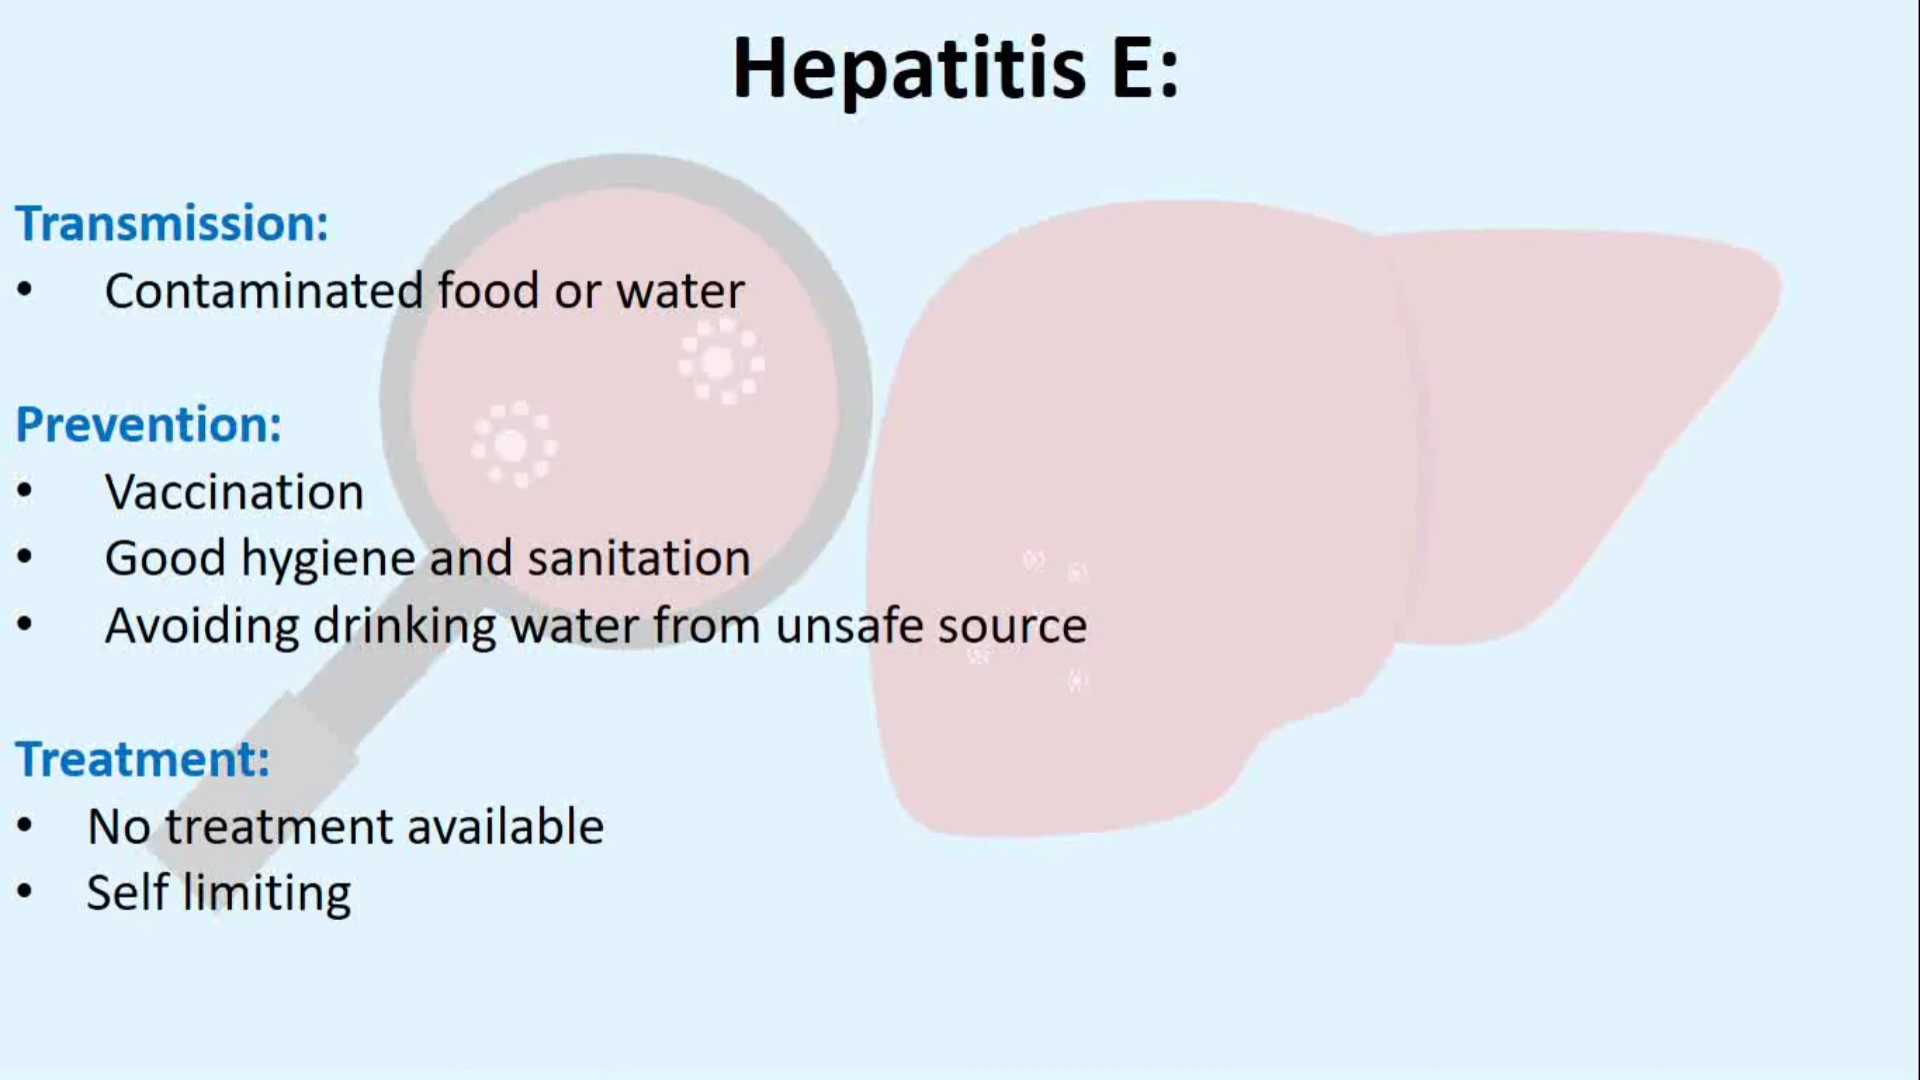 Hepatitis E:
Transmission:
• Contaminated food or water
Prevention:
• Vaccination
• Good hygiene and sanitation
• Avoiding drinking water from unsafe source
Treatment:
• No treatment available
• Self limiting